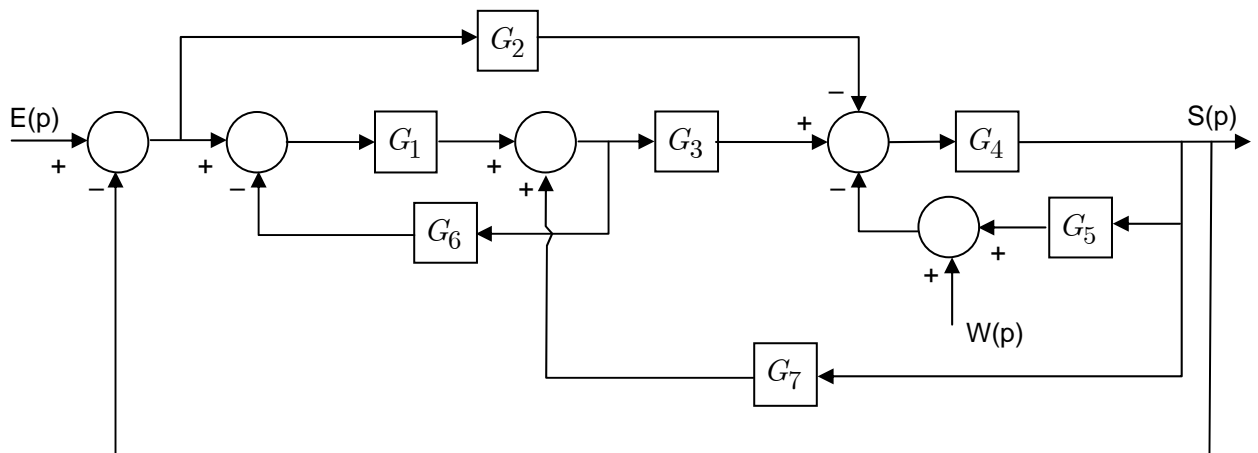 G2
E(p)
S(p)
− +
G1 G3 G4
+ + + +
− − + −
G6 G5
+ +
W(p)
G7